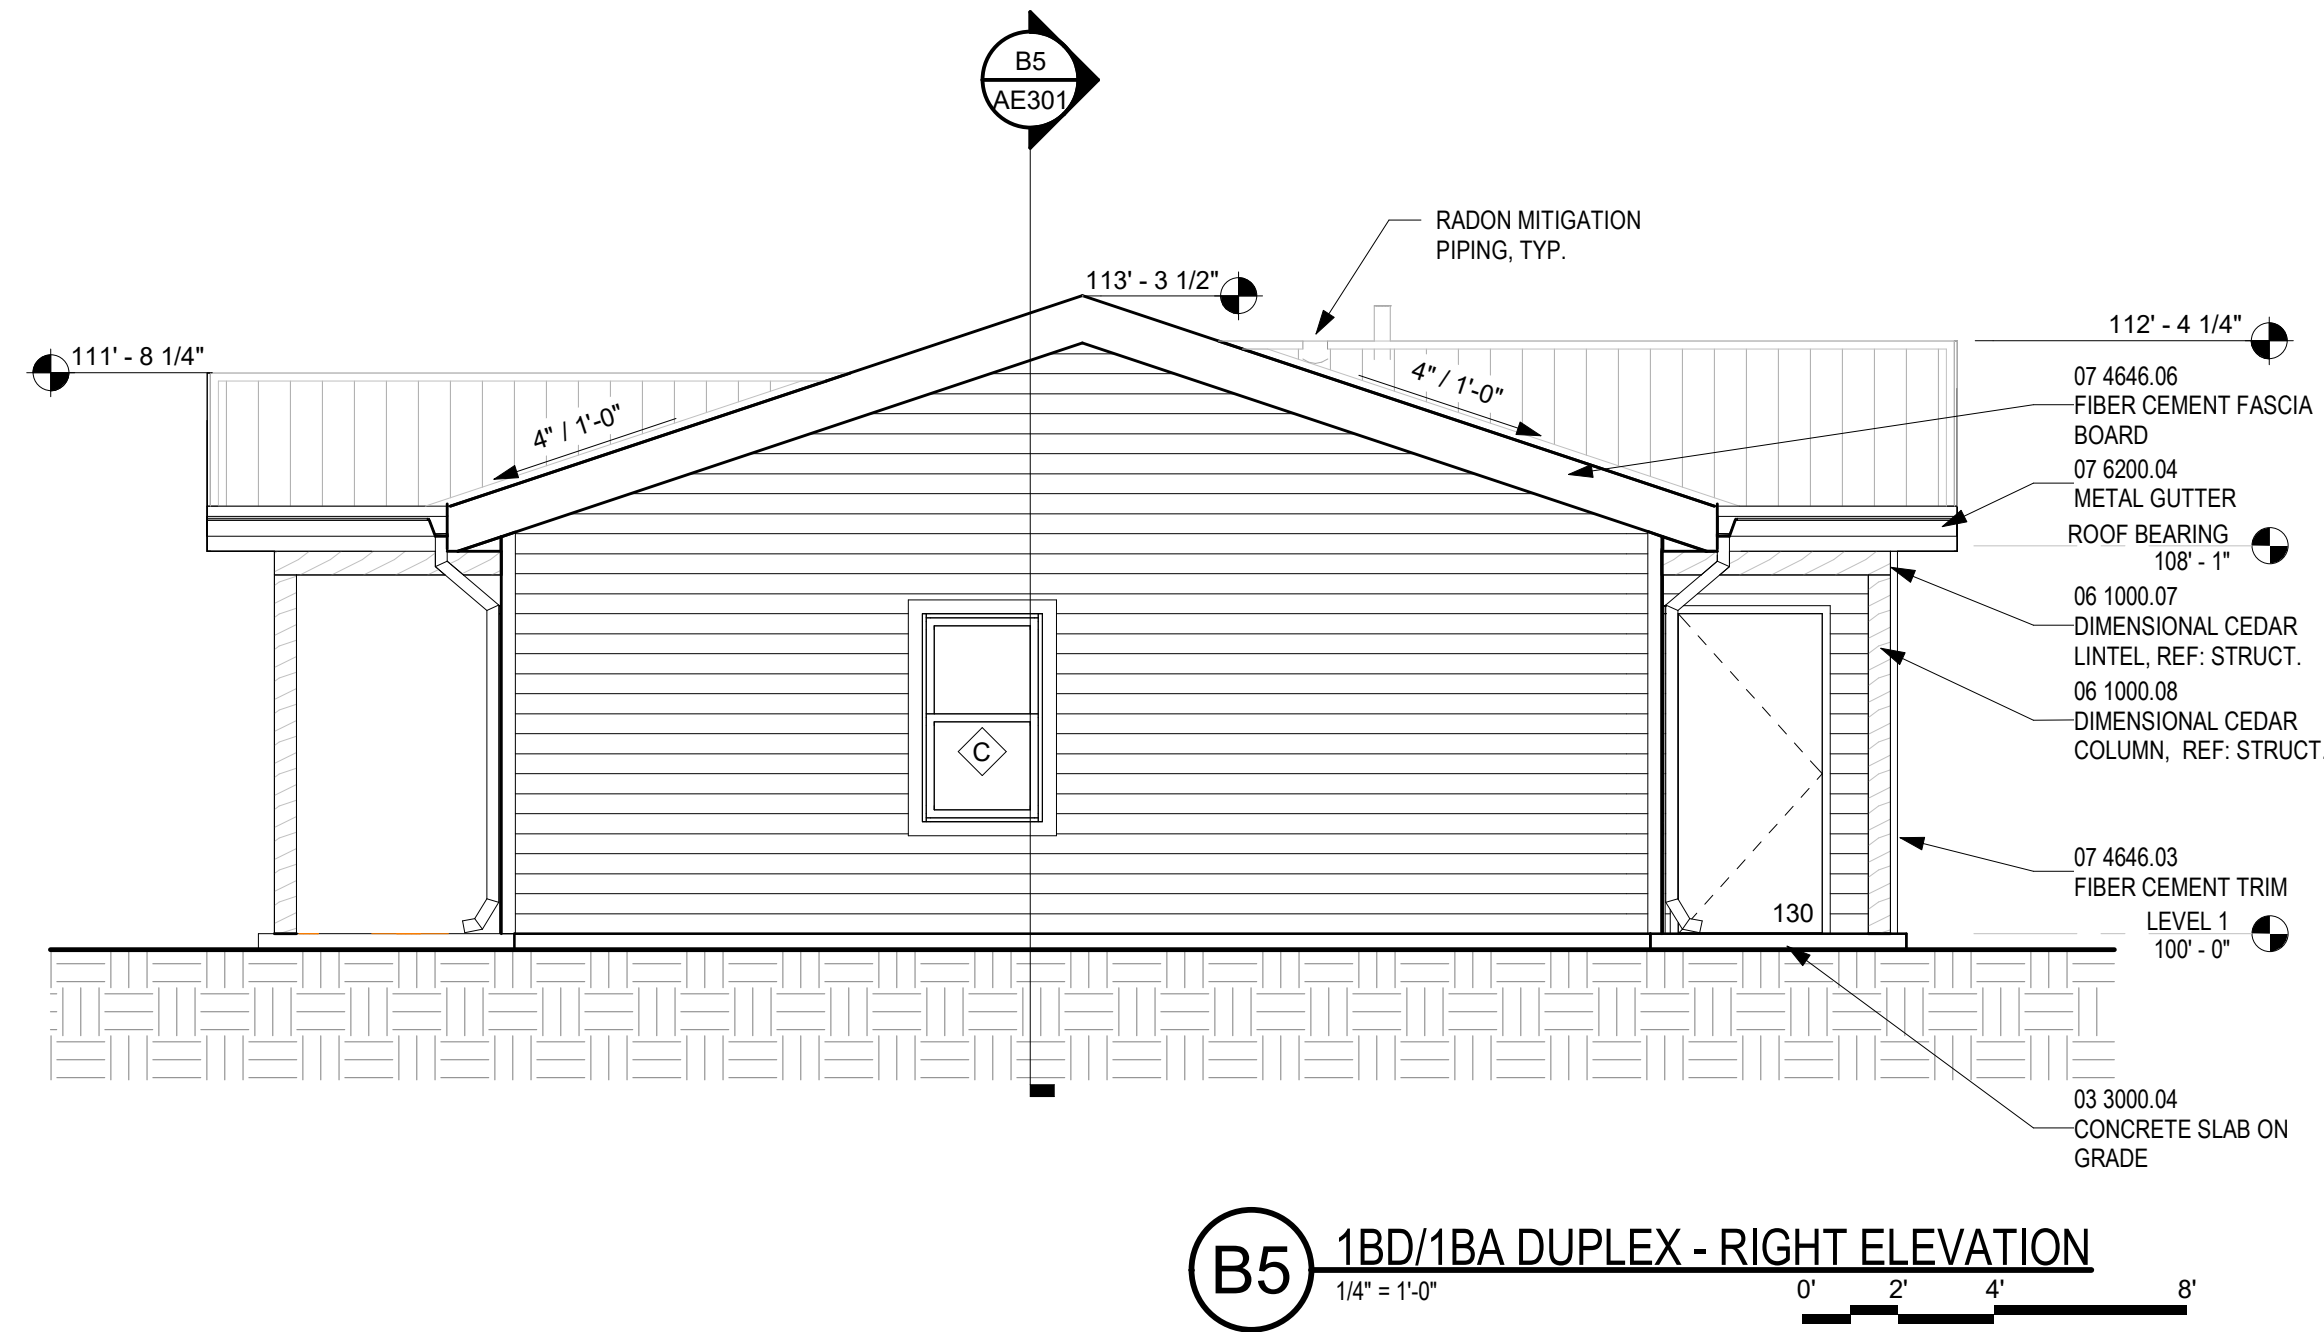 B5
AE301
RADON MITIGATION
PIPING, TYP.
113' - 3 1/2"
112' - 4 1/4"
111' - 8 1/4"
4" / 1'-0"
4" / 1'-0"
07 4646.06
FIBER CEMENT FASCIA
BOARD
07 6200.04
METAL GUTTER
ROOF BEARING
108' - 1"
06 1000.07
DIMENSIONAL CEDAR
LINTEL, REF: STRUCT.
06 1000.08
DIMENSIONAL CEDAR
COLUMN, REF: STRUCT.
C
07 4646.03
FIBER CEMENT TRIM
130
LEVEL 1
100' - 0"
03 3000.04
CONCRETE SLAB ON
GRADE
B5
1BD/1BA DUPLEX - RIGHT ELEVATION
1/4" = 1'-0"
0' 2' 4' 8'